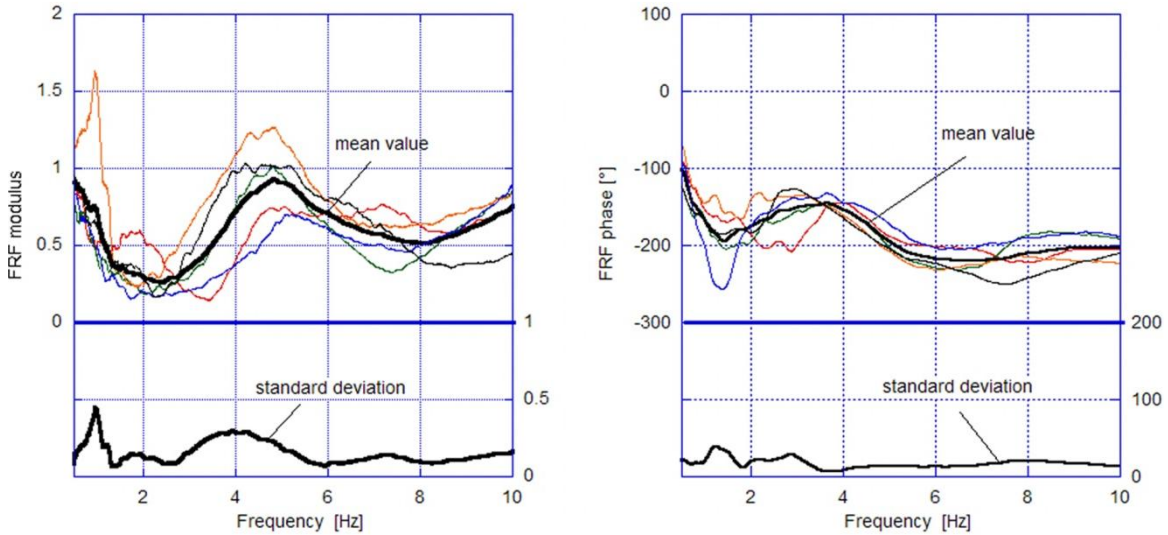 2
1.5
1
0.5
0
FRF modulus
mean value
1
0.5
0
standard deviation
2 4 6 8 10
Frequency [Hz]
100
0
-100
-200
-300
FRF phase [°]
mean value
200
100
0
standard deviation
2 4 6 8 10
Frequency [Hz]